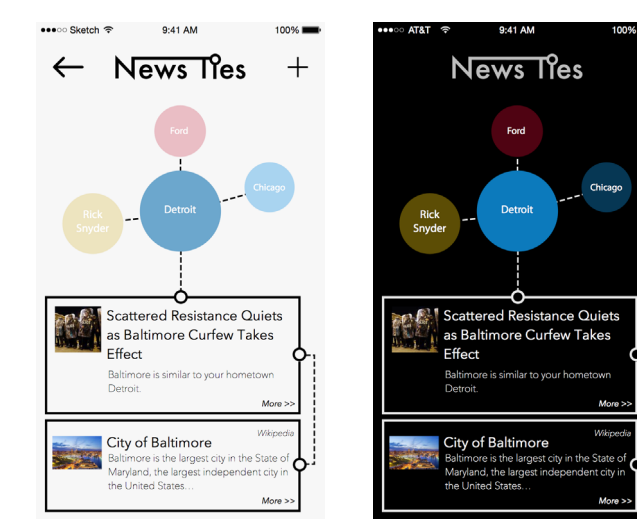 Sketch 9:41 AM 100%
News Ties
Ford
Chicago
Detroit
Rick
Snyder
Scattered Resistance Quiets
as Baltimore Curfew Takes
Effect
Baltimore is similar to your hometown
Detroit.
More >>
Wikipedia
City of Baltimore
Baltimore is the largest city in the State of
Maryland, the largest independent city in
the United States...
More >>
AT&T 9:41 AM 100%
News Ties
Ford
Chicago
Detroit
Rick
Snyder
Scattered Resistance Quiets
as Baltimore Curfew Takes
Effect
Baltimore is similar to your hometown
Detroit.
More >>
Wikipedia
City of Baltimore
Baltimore is the largest city in the State of
Maryland, the largest independent city in
the United States...
More >>